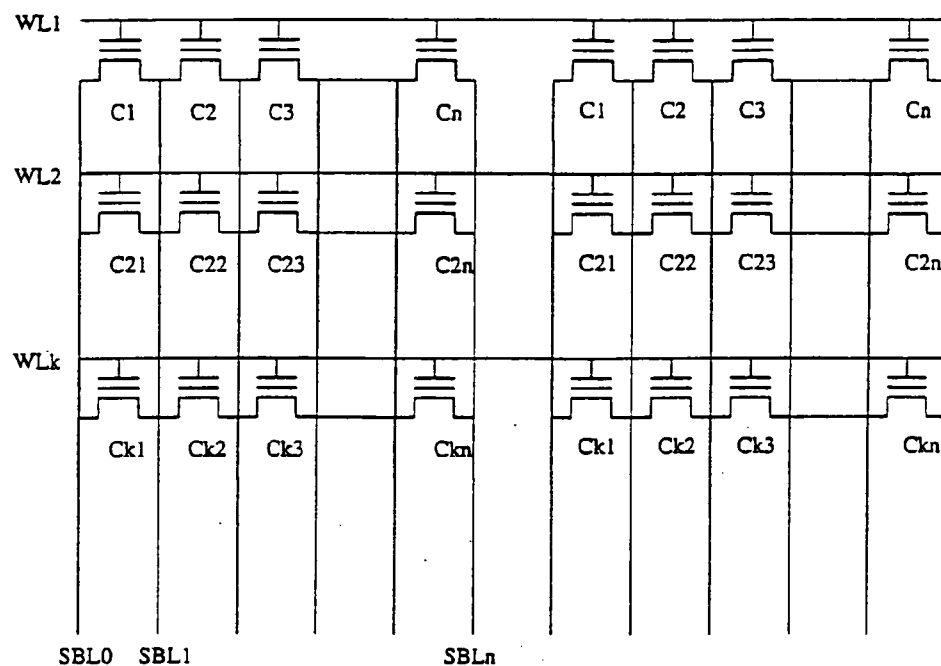 WL1
C1 C2 C3 Cn C1 C2 C3 Cn
WL2
C21 C22 C23 C2n C21 C22 C23 C2n
WLk
Ck1 Ck2 Ck3 Ckn Ck1 Ck2 Ck3 Ckn
SBL0 SBL1 SBLn